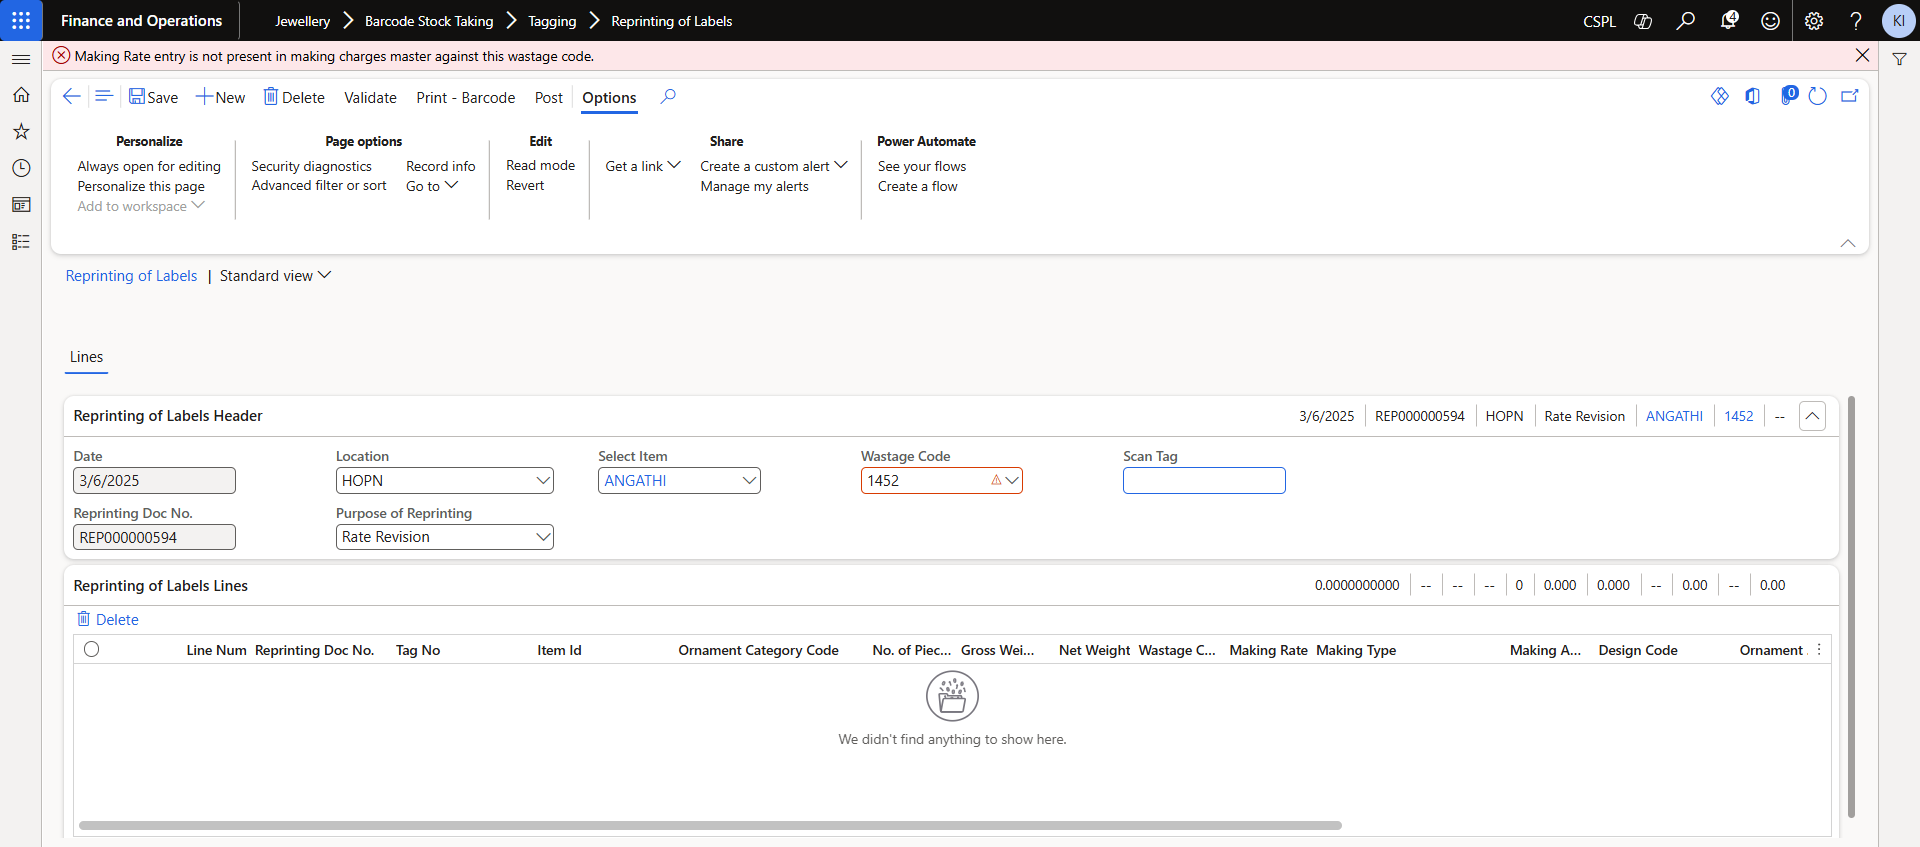 Finance and Operations
Jewellery > Barcode Stock Taking > Tagging > Reprinting of Labels
CSPL
4
KI
Making Rate entry is not present in making charges master against this wastage code.
Save New Delete Validate Print - Barcode Post Options
0
Personalize
Always open for editing
Personalize this page
Add to workspace
Page options
Security diagnostics
Advanced filter or sort
Record info
Go to
Edit
Read mode
Revert
Share
Get a link
Create a custom alert
Manage my alerts
Power Automate
See your flows
Create a flow
Reprinting of Labels | Standard view
Lines
Reprinting of Labels Header
3/6/2025 REP000000594 HOPN Rate Revision ANGATHI 1452 --
Date
3/6/2025
Reprinting Doc No.
REP000000594
Location
HOPN
Purpose of Reprinting
Rate Revision
Select Item
ANGATHI
Wastage Code
1452
Scan Tag
Reprinting of Labels Lines
0.0000000000 -- -- -- 0 0.000 0.000 -- 0.00 -- 0.00
Delete
Line Num Reprinting Doc No. Tag No Item Id Ornament Category Code No. of Piec... Gross Wei... Net Weight Wastage C... Making Rate Making Type Making A... Design Code Ornament
We didn't find anything to show here.